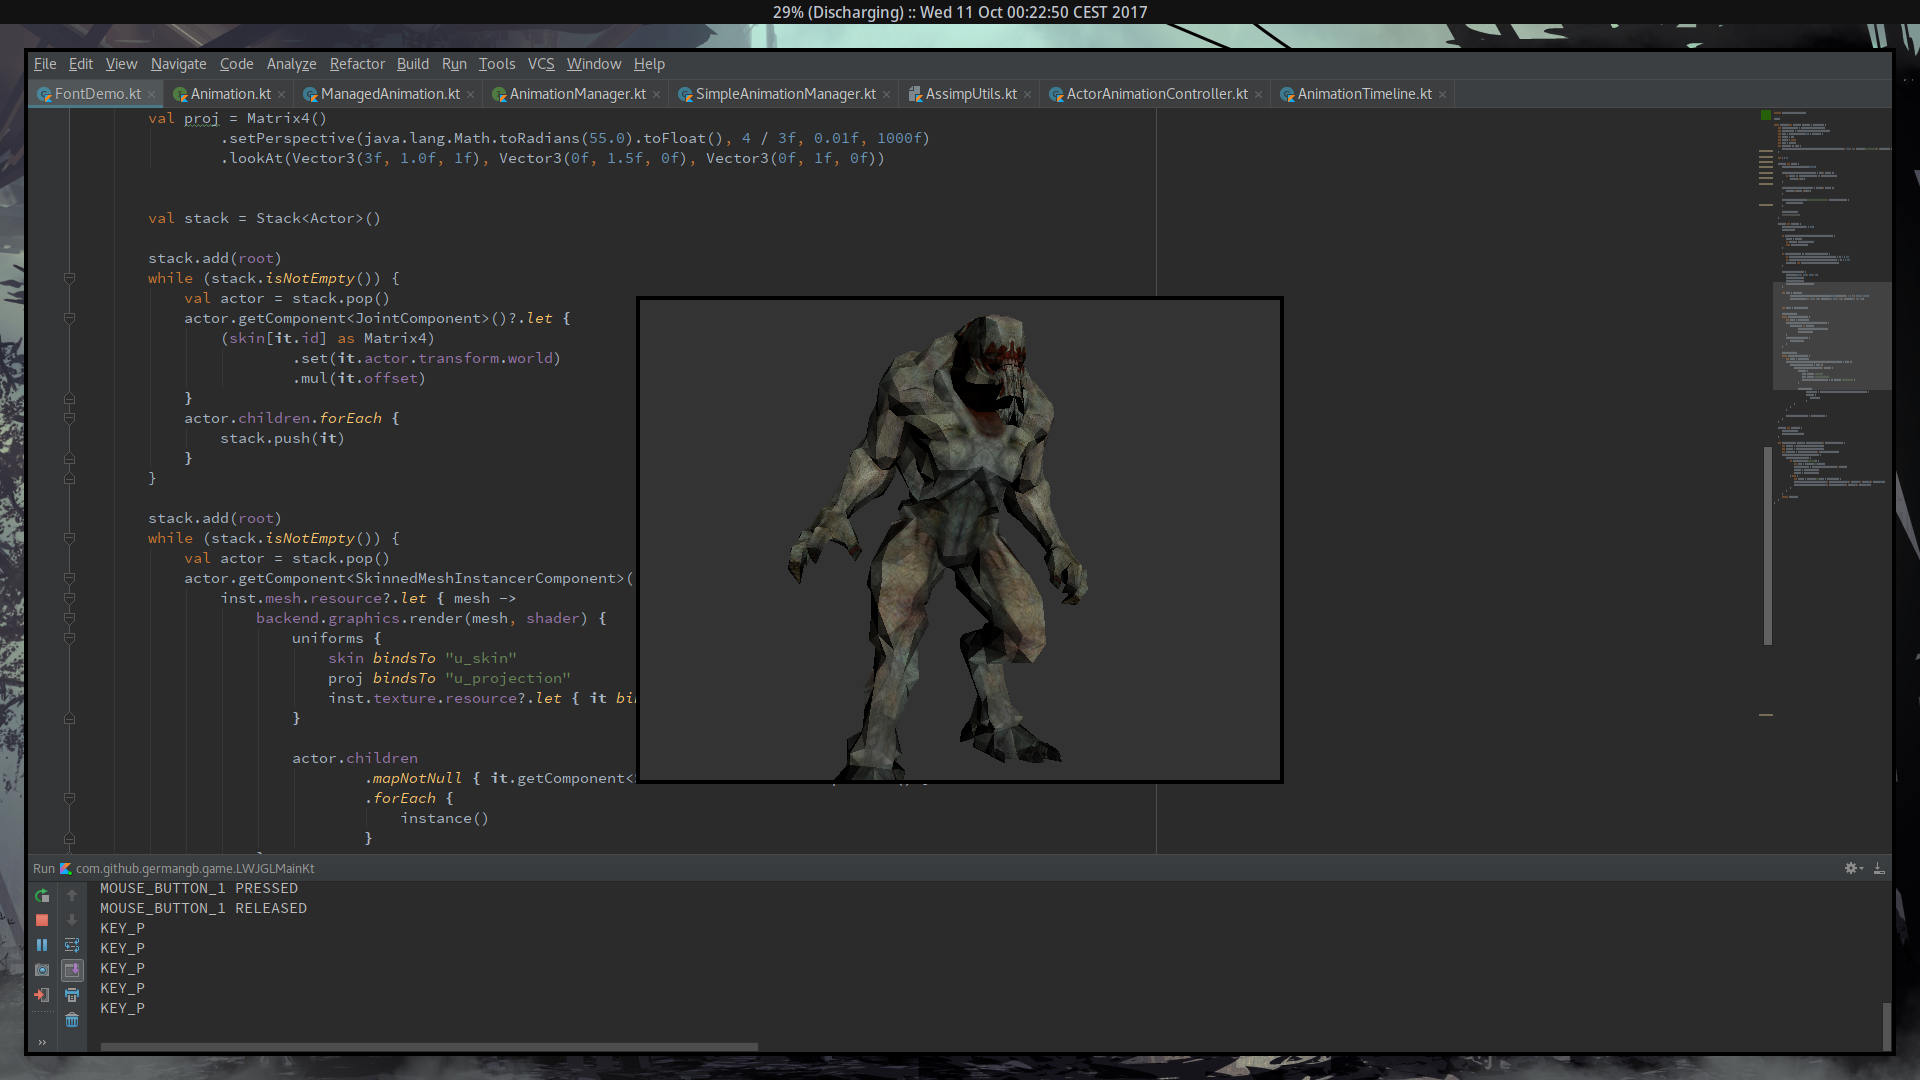 29% (Discharging) :: Wed 11 Oct 00:22:50 CEST 2017
File Edit View Navigate Code Analyze Refactor Build Run Tools VCS Window Help
FontDemo.kt Animation.kt ManagedAnimation.kt AnimationManager.kt SimpleAnimationManager.kt AssimpUtils.kt ActorAnimationController.kt AnimationTimeline.kt
val proj = Matrix4()
.setPerspective(java.lang.Math.toRadians(55.0).toFloat(), 4 / 3f, 0.01f, 1000f)
.lookAt(Vector3(3f, 1.0f, 1f), Vector3(0f, 1.5f, 0f), Vector3(0f, 1f, 0f))
val stack = Stack<Actor>()
stack.add(root)
while (stack.isNotEmpty()) {
val actor = stack.pop()
actor.getComponent<JointComponent>()?.let {
(skin[it.id] as Matrix4)
.set(it.actor.transform.world)
.mul(it.offset)
}
actor.children.forEach {
stack.push(it)
}
}
stack.add(root)
while (stack.isNotEmpty()) {
val actor = stack.pop()
actor.getComponent<SkinnedMeshInstancerComponent>(
inst.mesh.resource?.let { mesh ->
backend.graphics.render(mesh, shader) {
uniforms {
skin bindsTo "u_skin"
proj bindsTo "u_projection"
inst.texture.resource?.let { it bi
}
actor.children
.mapNotNull { it.getComponent<
.forEach {
instance()
}
Run com.github.germangb.game.LWJGLMainKt
MOUSE_BUTTON_1 PRESSED
MOUSE_BUTTON_1 RELEASED
KEY_P
KEY_P
KEY_P
KEY_P
KEY_P